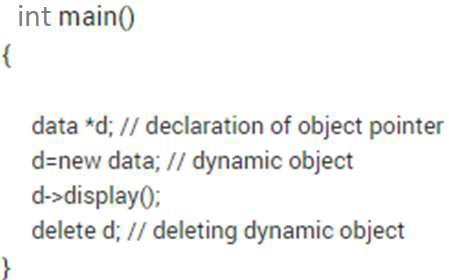 int main()
{
data *d; // declaration of object pointer
d=new data; // dynamic object
d->display();
delete d; // deleting dynamic object
}